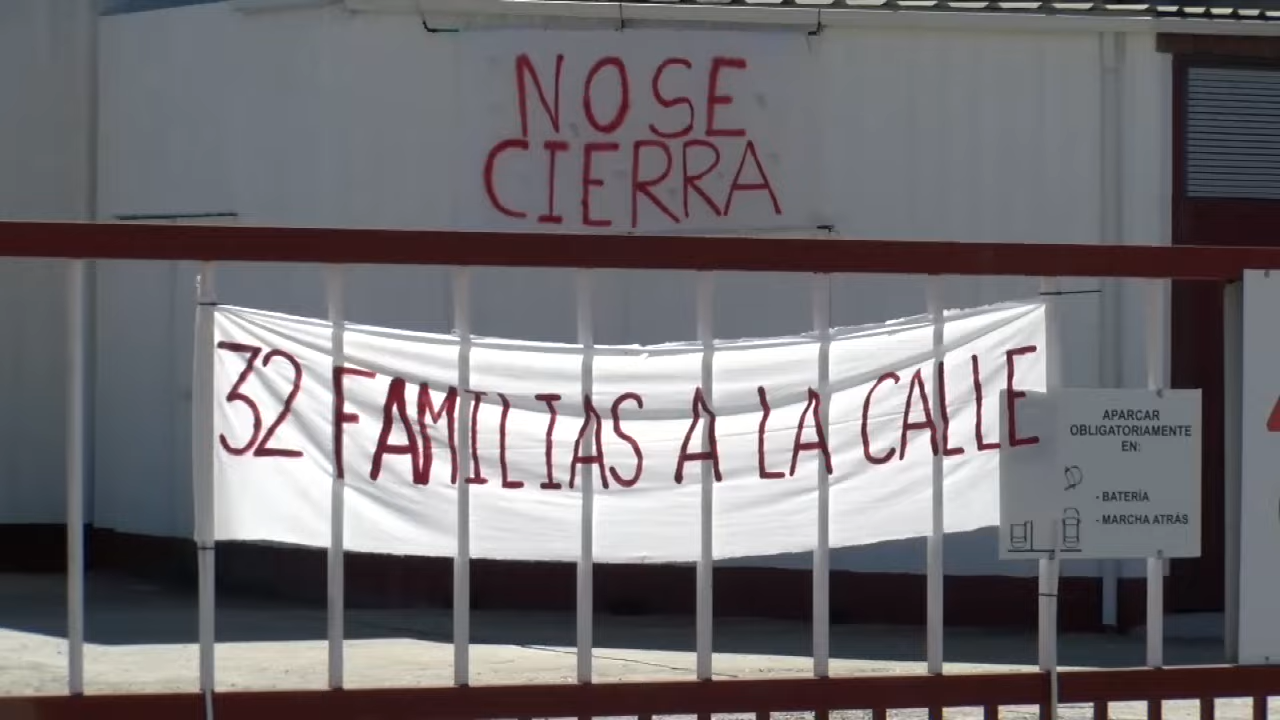 NO SE
CIERRA
32 FAMILIAS A LA CALLE
APARCAR
OBLIGATORIAMENTE
EN:
- BATERÍA
- MARCHA ATRÁS